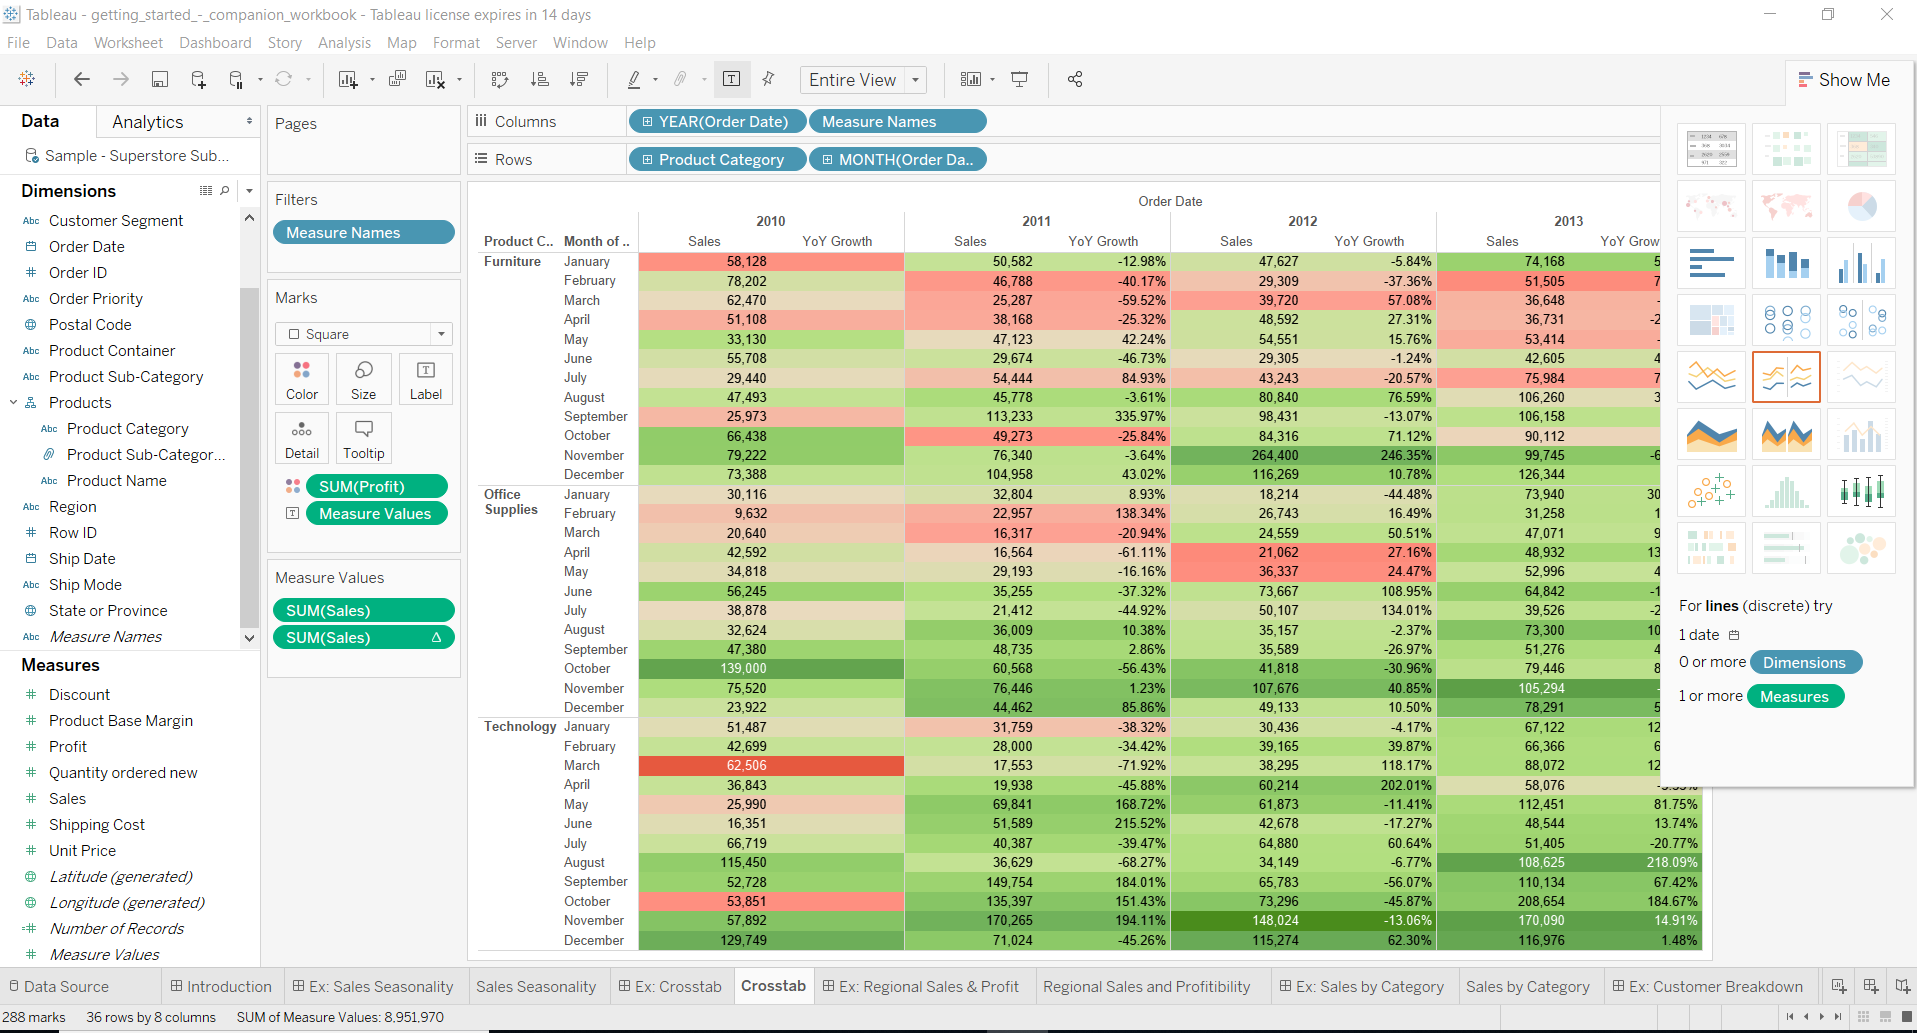 Tableau - getting_started_-_companion_workbook - Tableau license expires in 14 days
File Data Worksheet Dashboard Story Analysis Map Format Server Window Help
Entire View
Show Me
Data Analytics
Sample - Superstore Sub...
Dimensions
Abc Customer Segment
Order Date
# Order ID
Abc Order Priority
Postal Code
Abc Product Container
Abc Product Sub-Category
Products
Abc Product Category
Product Sub-Categor...
Abc Product Name
Abc Region
# Row ID
Ship Date
Abc Ship Mode
State or Province
Abc Measure Names
Measures
# Discount
# Product Base Margin
# Profit
# Quantity ordered new
# Sales
# Shipping Cost
# Unit Price
Latitude (generated)
Longitude (generated)
=# Number of Records
# Measure Values
Pages
Filters
Measure Names
Marks
Square
Color Size Label
Detail Tooltip
SUM(Profit)
Measure Values
Measure Values
SUM(Sales)
SUM(Sales) Δ
Columns YEAR(Order Date) Measure Names
Rows Product Category MONTH(Order Da..
Order Date
2010 2011 2012 2013
Product C.. Month of .. Sales YoY Growth Sales YoY Growth Sales YoY Growth Sales YoY Grow
Furniture January 58,128 50,582 -12.98% 47,627 -5.84% 74,168 5
February 78,202 46,788 -40.17% 29,309 -37.36% 51,505 7
March 62,470 25,287 -59.52% 39,720 57.08% 36,648 -
April 51,108 38,168 -25.32% 48,592 27.31% 36,731 -2
May 33,130 47,123 42.24% 54,551 15.76% 53,414 -
June 55,708 29,674 -46.73% 29,305 -1.24% 42,605 4
July 29,440 54,444 84.93% 43,243 -20.57% 75,984 7
August 47,493 45,778 -3.61% 80,840 76.59% 106,260 3
September 25,973 113,233 335.97% 98,431 -13.07% 106,158
October 66,438 49,273 -25.84% 84,316 71.12% 90,112
November 79,222 76,340 -3.64% 264,400 246.35% 99,745 -6
December 73,388 104,958 43.02% 116,269 10.78% 126,344
Office Supplies January 30,116 32,804 8.93% 18,214 -44.48% 73,940 30
February 9,632 22,957 138.34% 26,743 16.49% 31,258 1
March 20,640 16,317 -20.94% 24,559 50.51% 47,071 9
April 42,592 16,564 -61.11% 21,062 27.16% 48,932 13
May 34,818 29,193 -16.16% 36,337 24.47% 52,996 4
June 56,245 35,255 -37.32% 73,667 108.95% 64,842 -1
July 38,878 21,412 -44.92% 50,107 134.01% 39,526 -2
August 32,624 36,009 10.38% 35,157 -2.37% 73,300 10
September 47,380 48,735 2.86% 35,589 -26.97% 51,276 4
October 139,000 60,568 -56.43% 41,818 -30.96% 79,446 8
November 75,520 76,446 1.23% 107,676 40.85% 105,294 -
December 23,922 44,462 85.86% 49,133 10.50% 78,291 5
Technology January 51,487 31,759 -38.32% 30,436 -4.17% 67,122 12
February 42,699 28,000 -34.42% 39,165 39.87% 66,366 6
March 62,506 17,553 -71.92% 38,295 118.17% 88,072 12
April 36,843 19,938 -45.88% 60,214 202.01% 58,076
May 25,990 69,841 168.72% 61,873 -11.41% 112,451 81.75%
June 16,351 51,589 215.52% 42,678 -17.27% 48,544 13.74%
July 66,719 40,387 -39.47% 64,880 60.64% 51,405 -20.77%
August 115,450 36,629 -68.27% 34,149 -6.77% 108,625 218.09%
September 52,728 149,754 184.01% 65,783 -56.07% 110,134 67.42%
October 53,851 135,397 151.43% 73,296 -45.87% 208,654 184.67%
November 57,892 170,265 194.11% 148,024 -13.06% 170,090 14.91%
December 129,749 71,024 -45.26% 115,274 62.30% 116,976 1.48%
For lines (discrete) try
1 date
0 or more Dimensions
1 or more Measures
Data Source Introduction Ex: Sales Seasonality Sales Seasonality Ex: Crosstab Crosstab Ex: Regional Sales & Profit Regional Sales and Profitibility Ex: Sales by Category Sales by Category Ex: Customer Breakdown
288 marks 36 rows by 8 columns SUM of Measure Values: 8,951,970